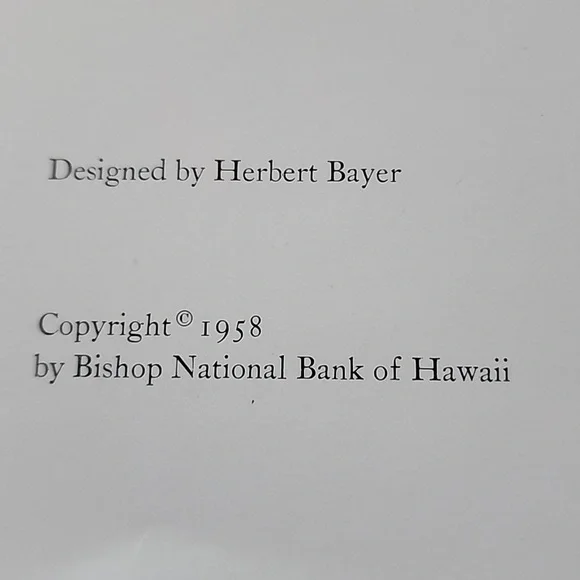 Designed by Herbert Bayer
Copyright © 1958
by Bishop National Bank of Hawaii